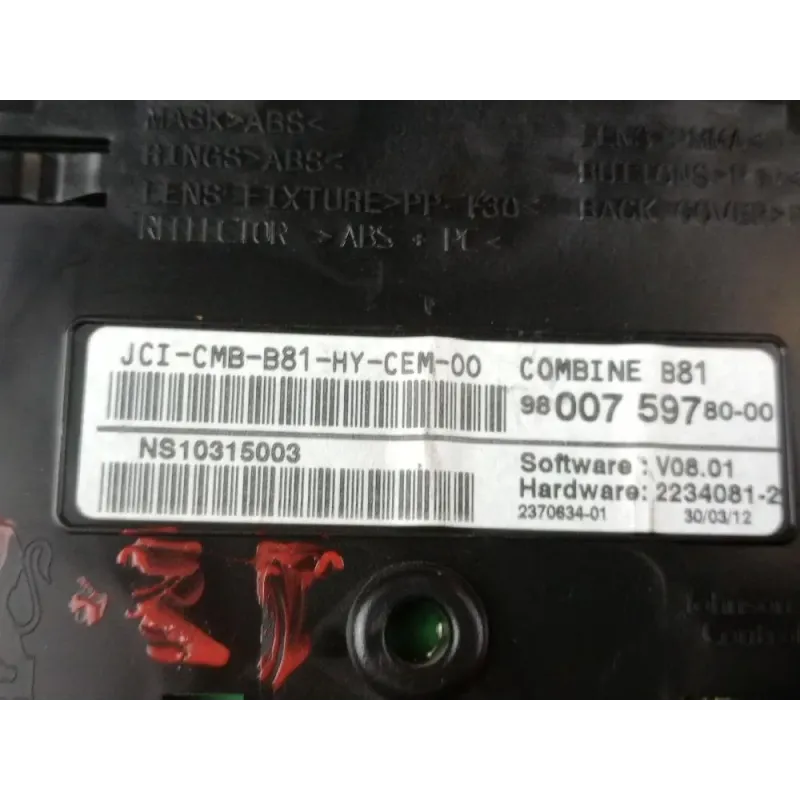 MASK>ABS<
RINGS>ABS<
LENS FIXTURE>PP T30<
BACK COVER>
REFLECTOR >ABS + PC<
JCI-CMB-B81-HY-CEM-00
COMBINE B81
98 007 597 80-00
NS10315003
Software : V08.01
Hardware: 2234081-2
2370634-01
30/03/12
Johnson
Control